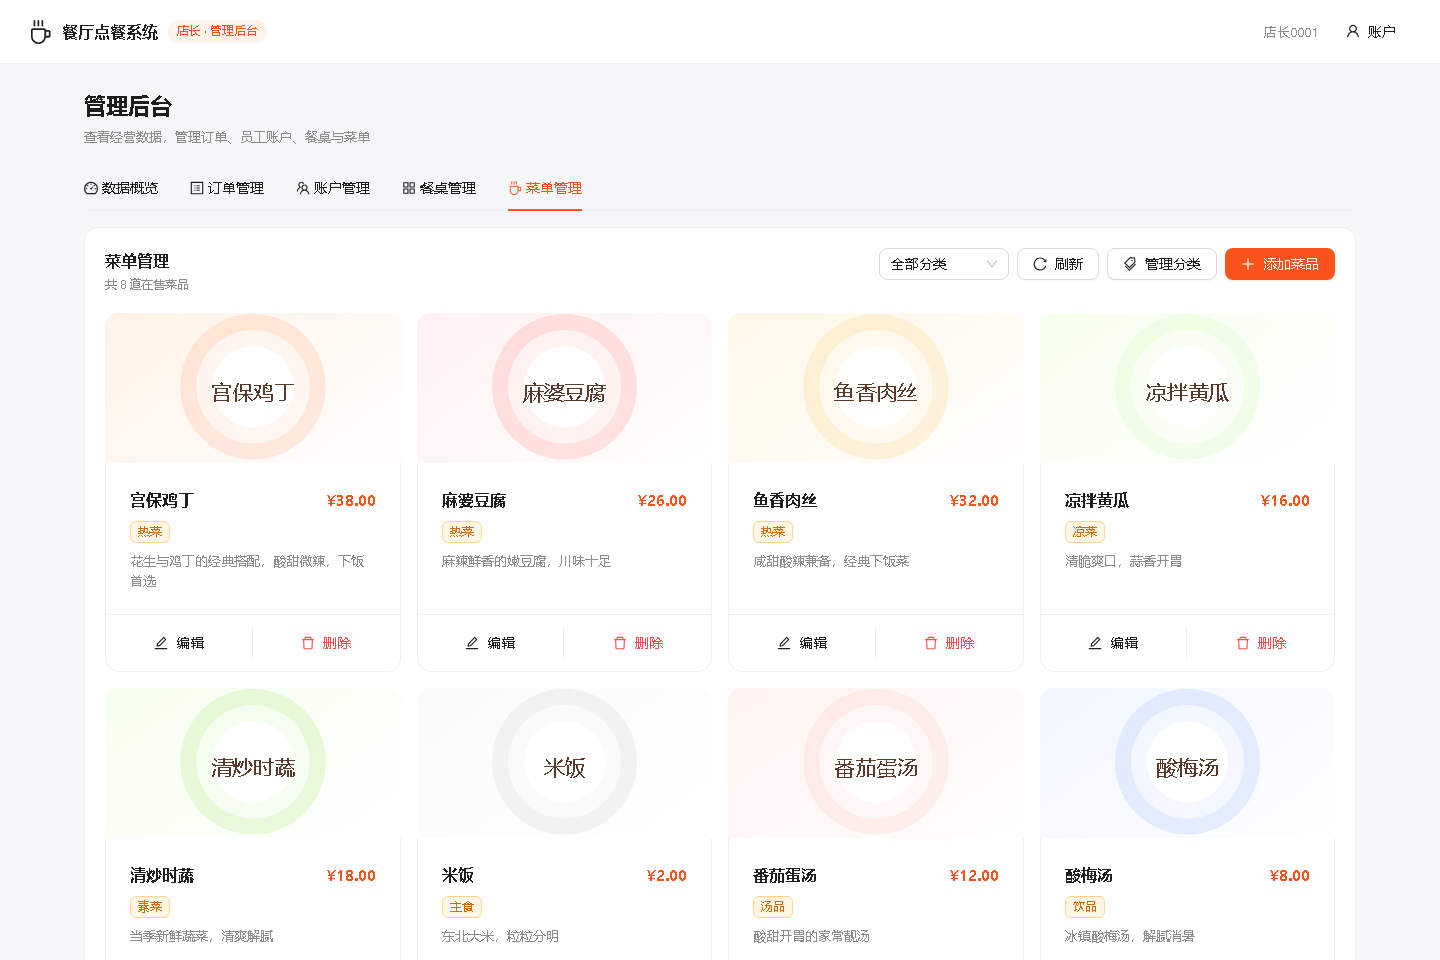 餐厅点餐系统 店长 · 管理后台 店长0001 账户
管理后台
查看经营数据，管理订单、员工账户、餐桌与菜单
数据概览 订单管理 账户管理 餐桌管理 菜单管理
菜单管理 全部分类 刷新 管理分类 添加菜品
共 8 道在售菜品
宫保鸡丁 麻婆豆腐 鱼香肉丝 凉拌黄瓜
宫保鸡丁 ¥38.00 麻婆豆腐 ¥26.00 鱼香肉丝 ¥32.00 凉拌黄瓜 ¥16.00
热菜 热菜 热菜 凉菜
花生与鸡丁的经典搭配，酸甜微辣，下饭 麻辣鲜香的嫩豆腐，川味十足 咸甜酸辣兼备，经典下饭菜 清脆爽口，蒜香开胃
首选
编辑 删除 编辑 删除 编辑 删除 编辑 删除
清炒时蔬 米饭 番茄蛋汤 酸梅汤
清炒时蔬 ¥18.00 米饭 ¥2.00 番茄蛋汤 ¥12.00 酸梅汤 ¥8.00
素菜 主食 汤品 饮品
当季新鲜蔬菜，清爽解腻 东北大米，粒粒分明 酸甜开胃的家常靓汤 冰镇酸梅汤，解腻消暑